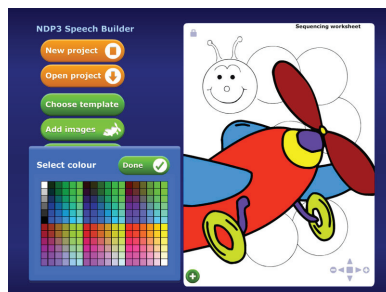 NDP3 Speech Builder
New project
Open project
Choose template
Add images
Select colour
Done
Sequencing worksheet